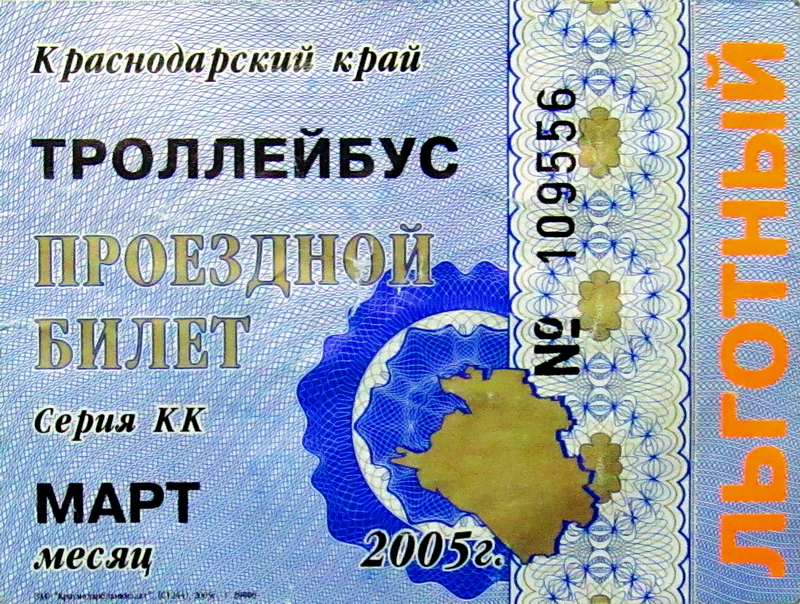 Краснодарский край
ТРОЛЛЕЙБУС
ПРОЕЗДНОЙ
БИЛЕТ
Серия КК
МАРТ
месяц
2005г.
№ 109556
ЛЬГОТНЫЙ